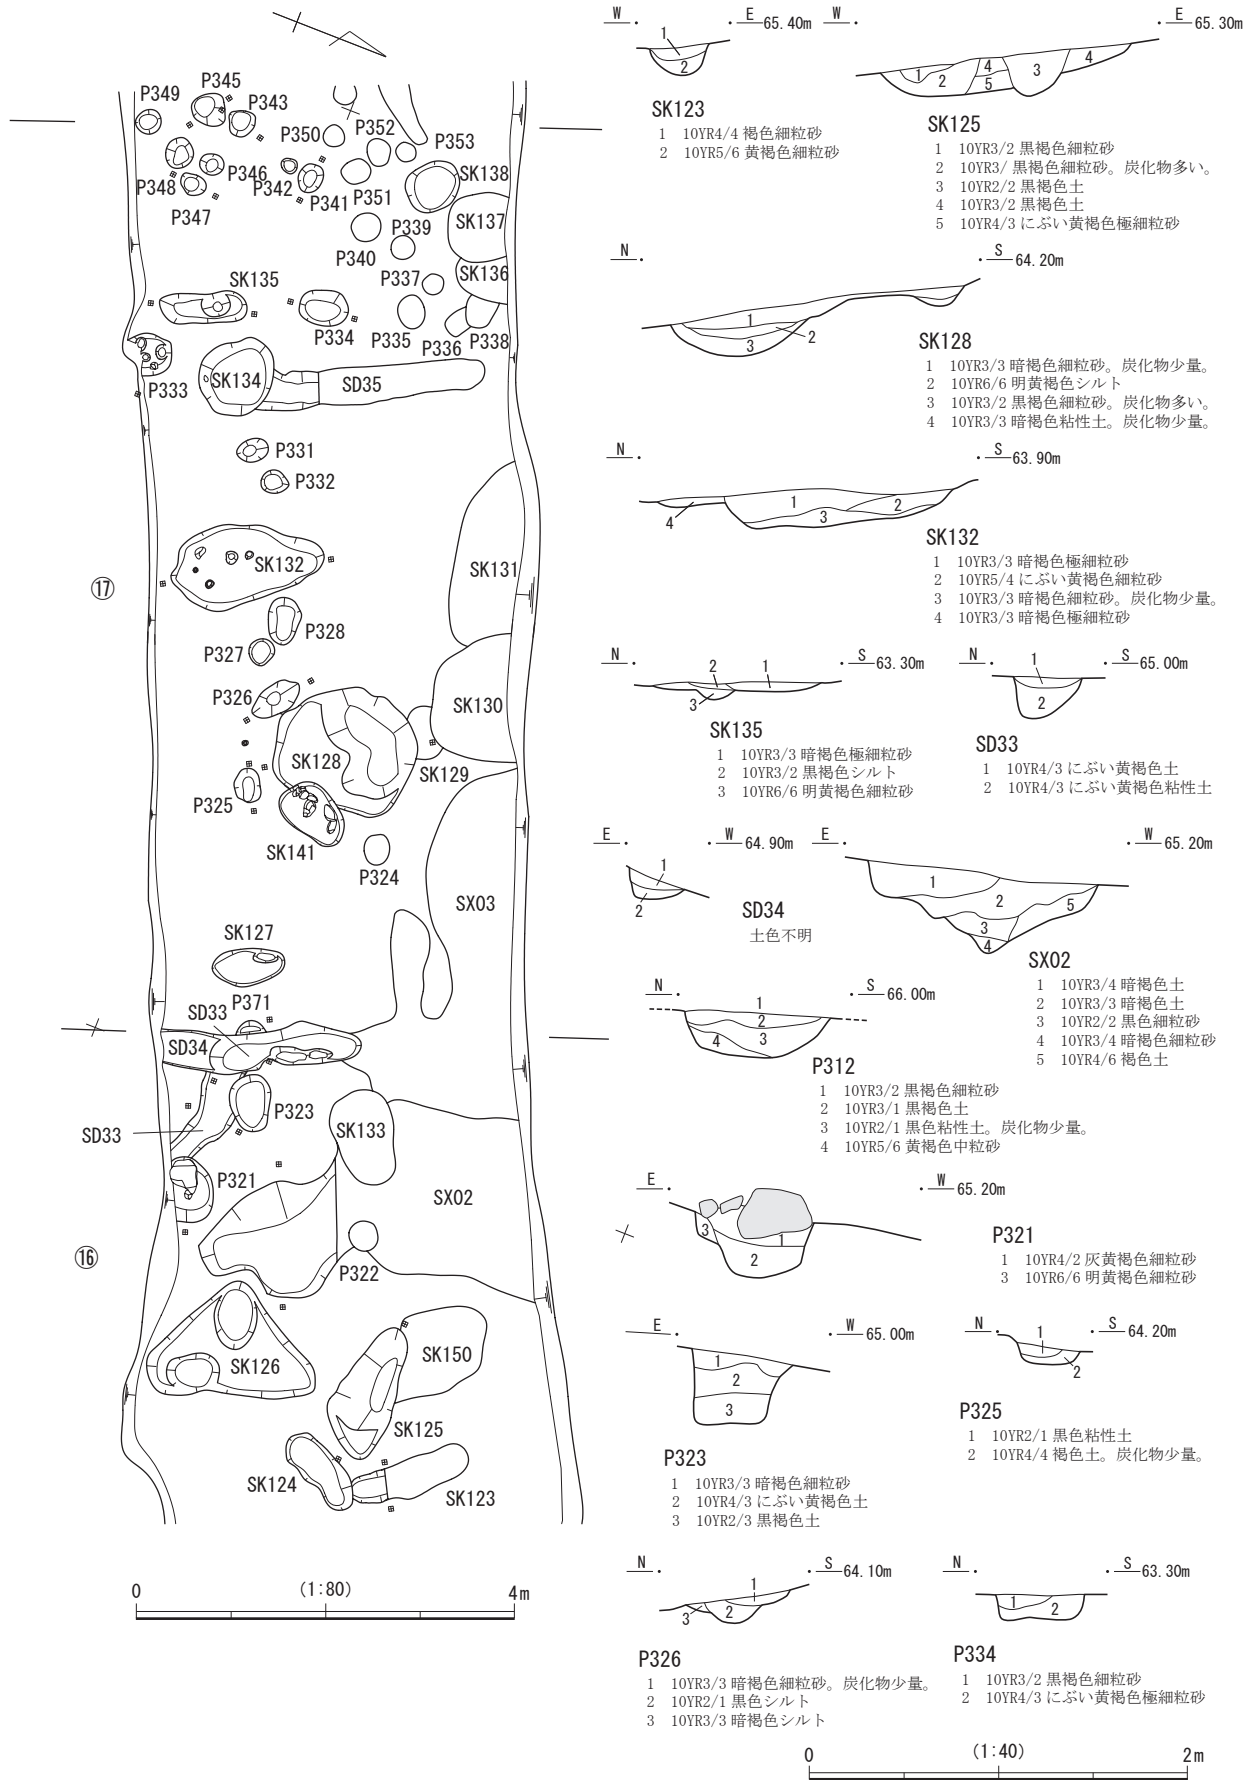 P349
P345
P343
P350
P352
P353
P348
P346
P342
P341
P351
SK138
P347
P340
P339
SK137
SK135
P337
SK136
P334
P335
P336
P338
P333
SK134
SD35
P331
P332
⑰
SK132
SK131
P328
P327
P326
SK128
SK130
SK129
P325
SK141
P324
SX03
SK127
P371
SD33
SD34
P323
SD33
SK133
P321
SX02
⑯
P322
SK126
SK150
SK125
SK124
SK123
0 (1:80) 4m
W E 65.40m
1
2
SK123
1 10YR4/4 褐色細粒砂
2 10YR5/6 黄褐色細粒砂
W E 65.30m
1 2 4 5 3 4
SK125
1 10YR3/2 黒褐色細粒砂
2 10YR3/ 黒褐色細粒砂。炭化物多い。
3 10YR2/2 黒褐色土
4 10YR3/2 黒褐色土
5 10YR4/3 にぶい黄褐色極細粒砂
N S 64.20m
1
2
3
SK128
1 10YR3/3 暗褐色細粒砂。炭化物少量。
2 10YR6/6 明黄褐色シルト
3 10YR3/2 黒褐色細粒砂。炭化物多い。
4 10YR3/3 暗褐色粘性土。炭化物少量。
N S 63.90m
1 2
3
4
SK132
1 10YR3/3 暗褐色極細粒砂
2 10YR5/4 にぶい黄褐色細粒砂
3 10YR3/3 暗褐色細粒砂。炭化物少量。
4 10YR3/3 暗褐色極細粒砂
N S 63.30m
2 1
3
SK135
1 10YR3/3 暗褐色極細粒砂
2 10YR3/2 黒褐色シルト
3 10YR6/6 明黄褐色細粒砂
N S 65.00m
1
2
SD33
1 10YR4/3 にぶい黄褐色土
2 10YR4/3 にぶい黄褐色粘性土
E W 64.90m
1
2
SD34
土色不明
E W 65.20m
1 2 5
3
4
SX02
1 10YR3/4 暗褐色土
2 10YR3/3 暗褐色土
3 10YR2/2 黒色細粒砂
4 10YR3/4 暗褐色細粒砂
5 10YR4/6 褐色土
N S 66.00m
1
2
4 3
P312
1 10YR3/2 黒褐色細粒砂
2 10YR3/1 黒褐色土
3 10YR2/1 黒色粘性土。炭化物少量。
4 10YR5/6 黄褐色中粒砂
E W 65.20m
3 1
2
P321
1 10YR4/2 灰黄褐色細粒砂
3 10YR6/6 明黄褐色細粒砂
E W 65.00m
1
2
3
P323
1 10YR3/3 暗褐色細粒砂
2 10YR4/3 にぶい黄褐色土
3 10YR2/3 黒褐色土
N S 64.20m
1
2
P325
1 10YR2/1 黒色粘性土
2 10YR4/4 褐色土。炭化物少量。
N S 64.10m
1
3 2
P326
1 10YR3/3 暗褐色細粒砂。炭化物少量。
2 10YR2/1 黒色シルト
3 10YR3/3 暗褐色シルト
N S 63.30m
1 2
P334
1 10YR3/2 黒褐色細粒砂
2 10YR4/3 にぶい黄褐色極細粒砂
0 (1:40) 2m